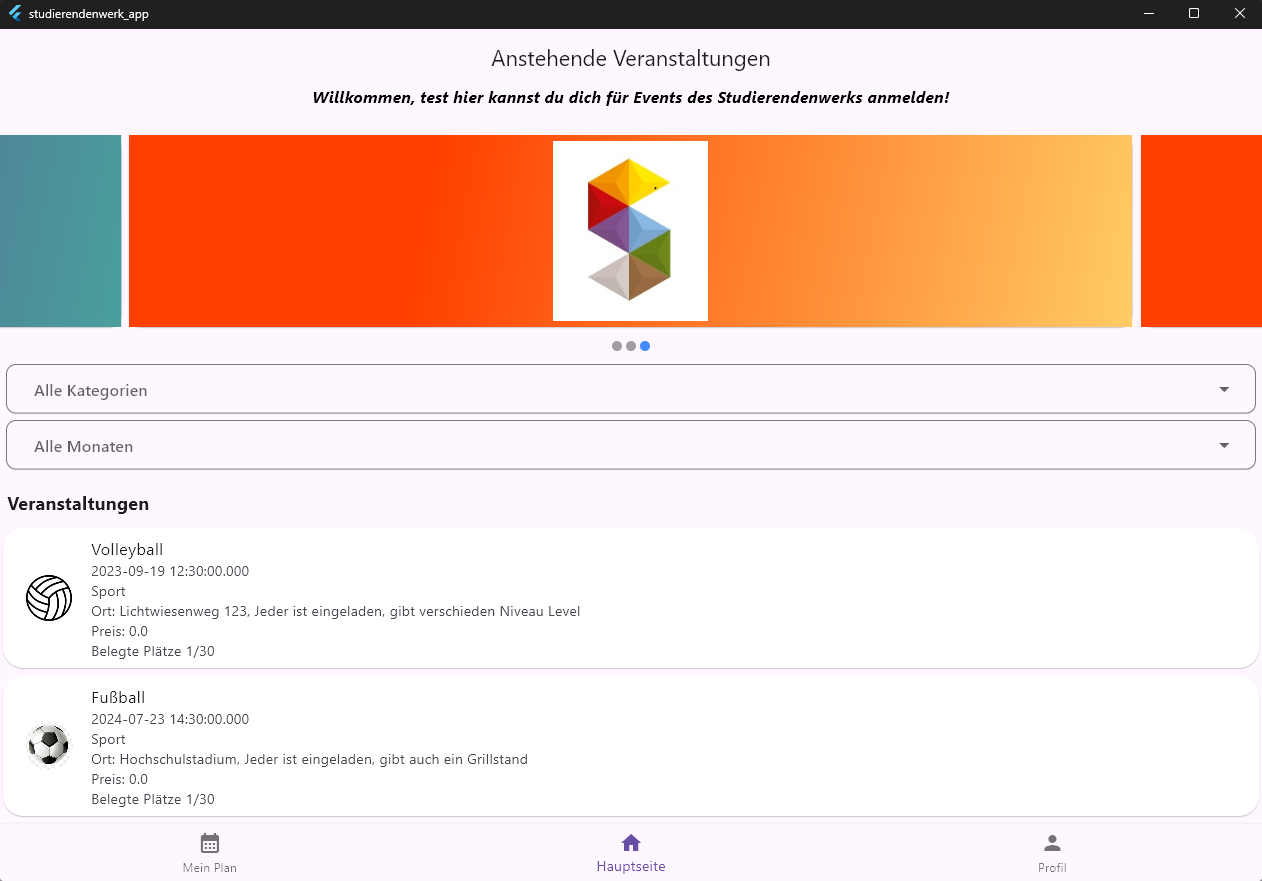 studierendenwerk_app
Anstehende Veranstaltungen
Willkommen, test hier kannst du dich für Events des Studierendenwerks anmelden!
Alle Kategorien
Alle Monaten
Veranstaltungen
Volleyball
2023-09-19 12:30:00.000
Sport
Ort: Lichtwiesenweg 123, Jeder ist eingeladen, gibt verschieden Niveau Level
Preis: 0.0
Belegte Plätze 1/30
Fußball
2024-07-23 14:30:00.000
Sport
Ort: Hochschulstadium, Jeder ist eingeladen, gibt auch ein Grillstand
Preis: 0.0
Belegte Plätze 1/30
Mein Plan
Hauptseite
Profil